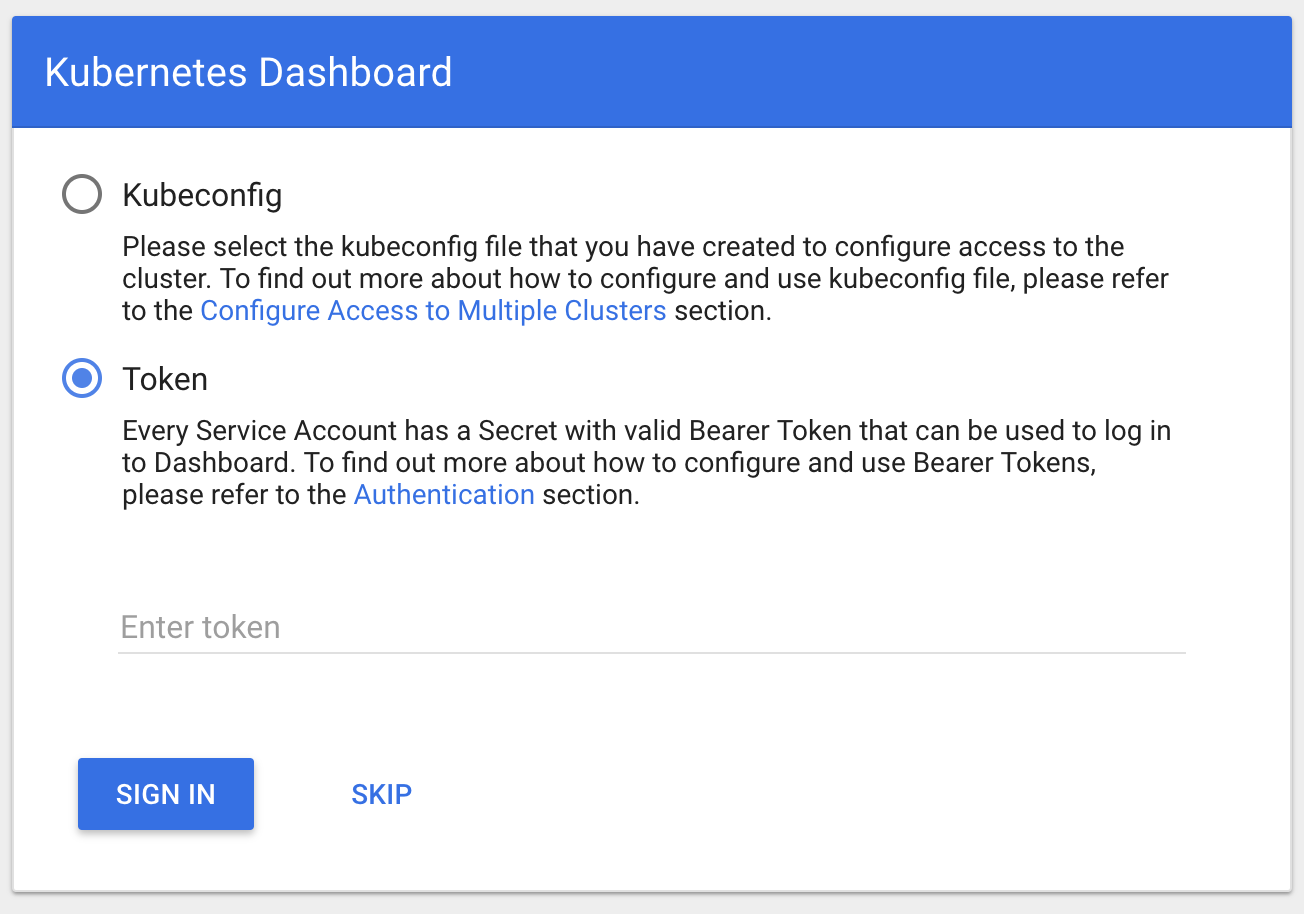 Kubernetes Dashboard
Kubeconfig
Please select the kubeconfig file that you have created to configure access to the
cluster. To find out more about how to configure and use kubeconfig file, please refer
to the Configure Access to Multiple Clusters section.
Token
Every Service Account has a Secret with valid Bearer Token that can be used to log in
to Dashboard. To find out more about how to configure and use Bearer Tokens,
please refer to the Authentication section.
Enter token
SIGN IN SKIP